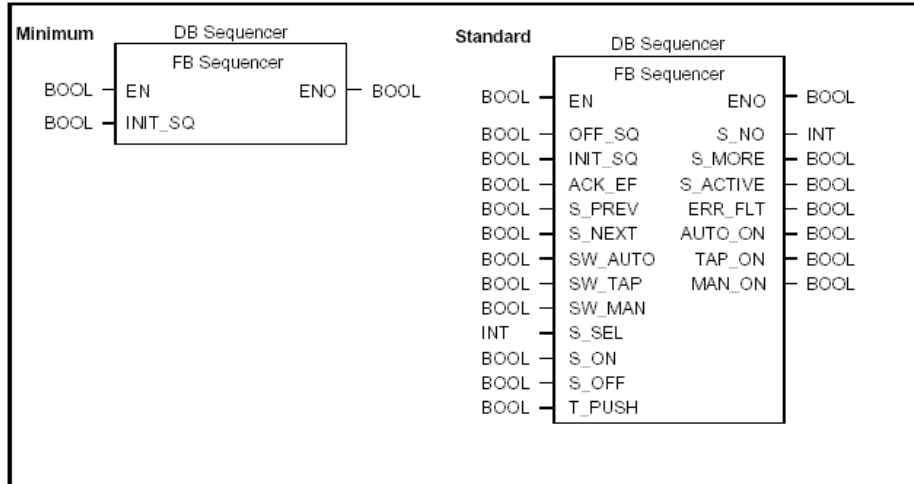 Minimum
DB Sequencer
FB Sequencer
BOOL EN ENO BOOL
BOOL INIT_SQ
Standard
DB Sequencer
FB Sequencer
BOOL EN ENO BOOL
BOOL OFF_SQ S_NO INT
BOOL INIT_SQ S_MORE BOOL
BOOL ACK_EF S_ACTIVE BOOL
BOOL S_PREV ERR_FLT BOOL
BOOL S_NEXT AUTO_ON BOOL
BOOL SW_AUTO TAP_ON BOOL
BOOL SW_TAP MAN_ON BOOL
BOOL SW_MAN
INT S_SEL
BOOL S_ON
BOOL S_OFF
BOOL T_PUSH